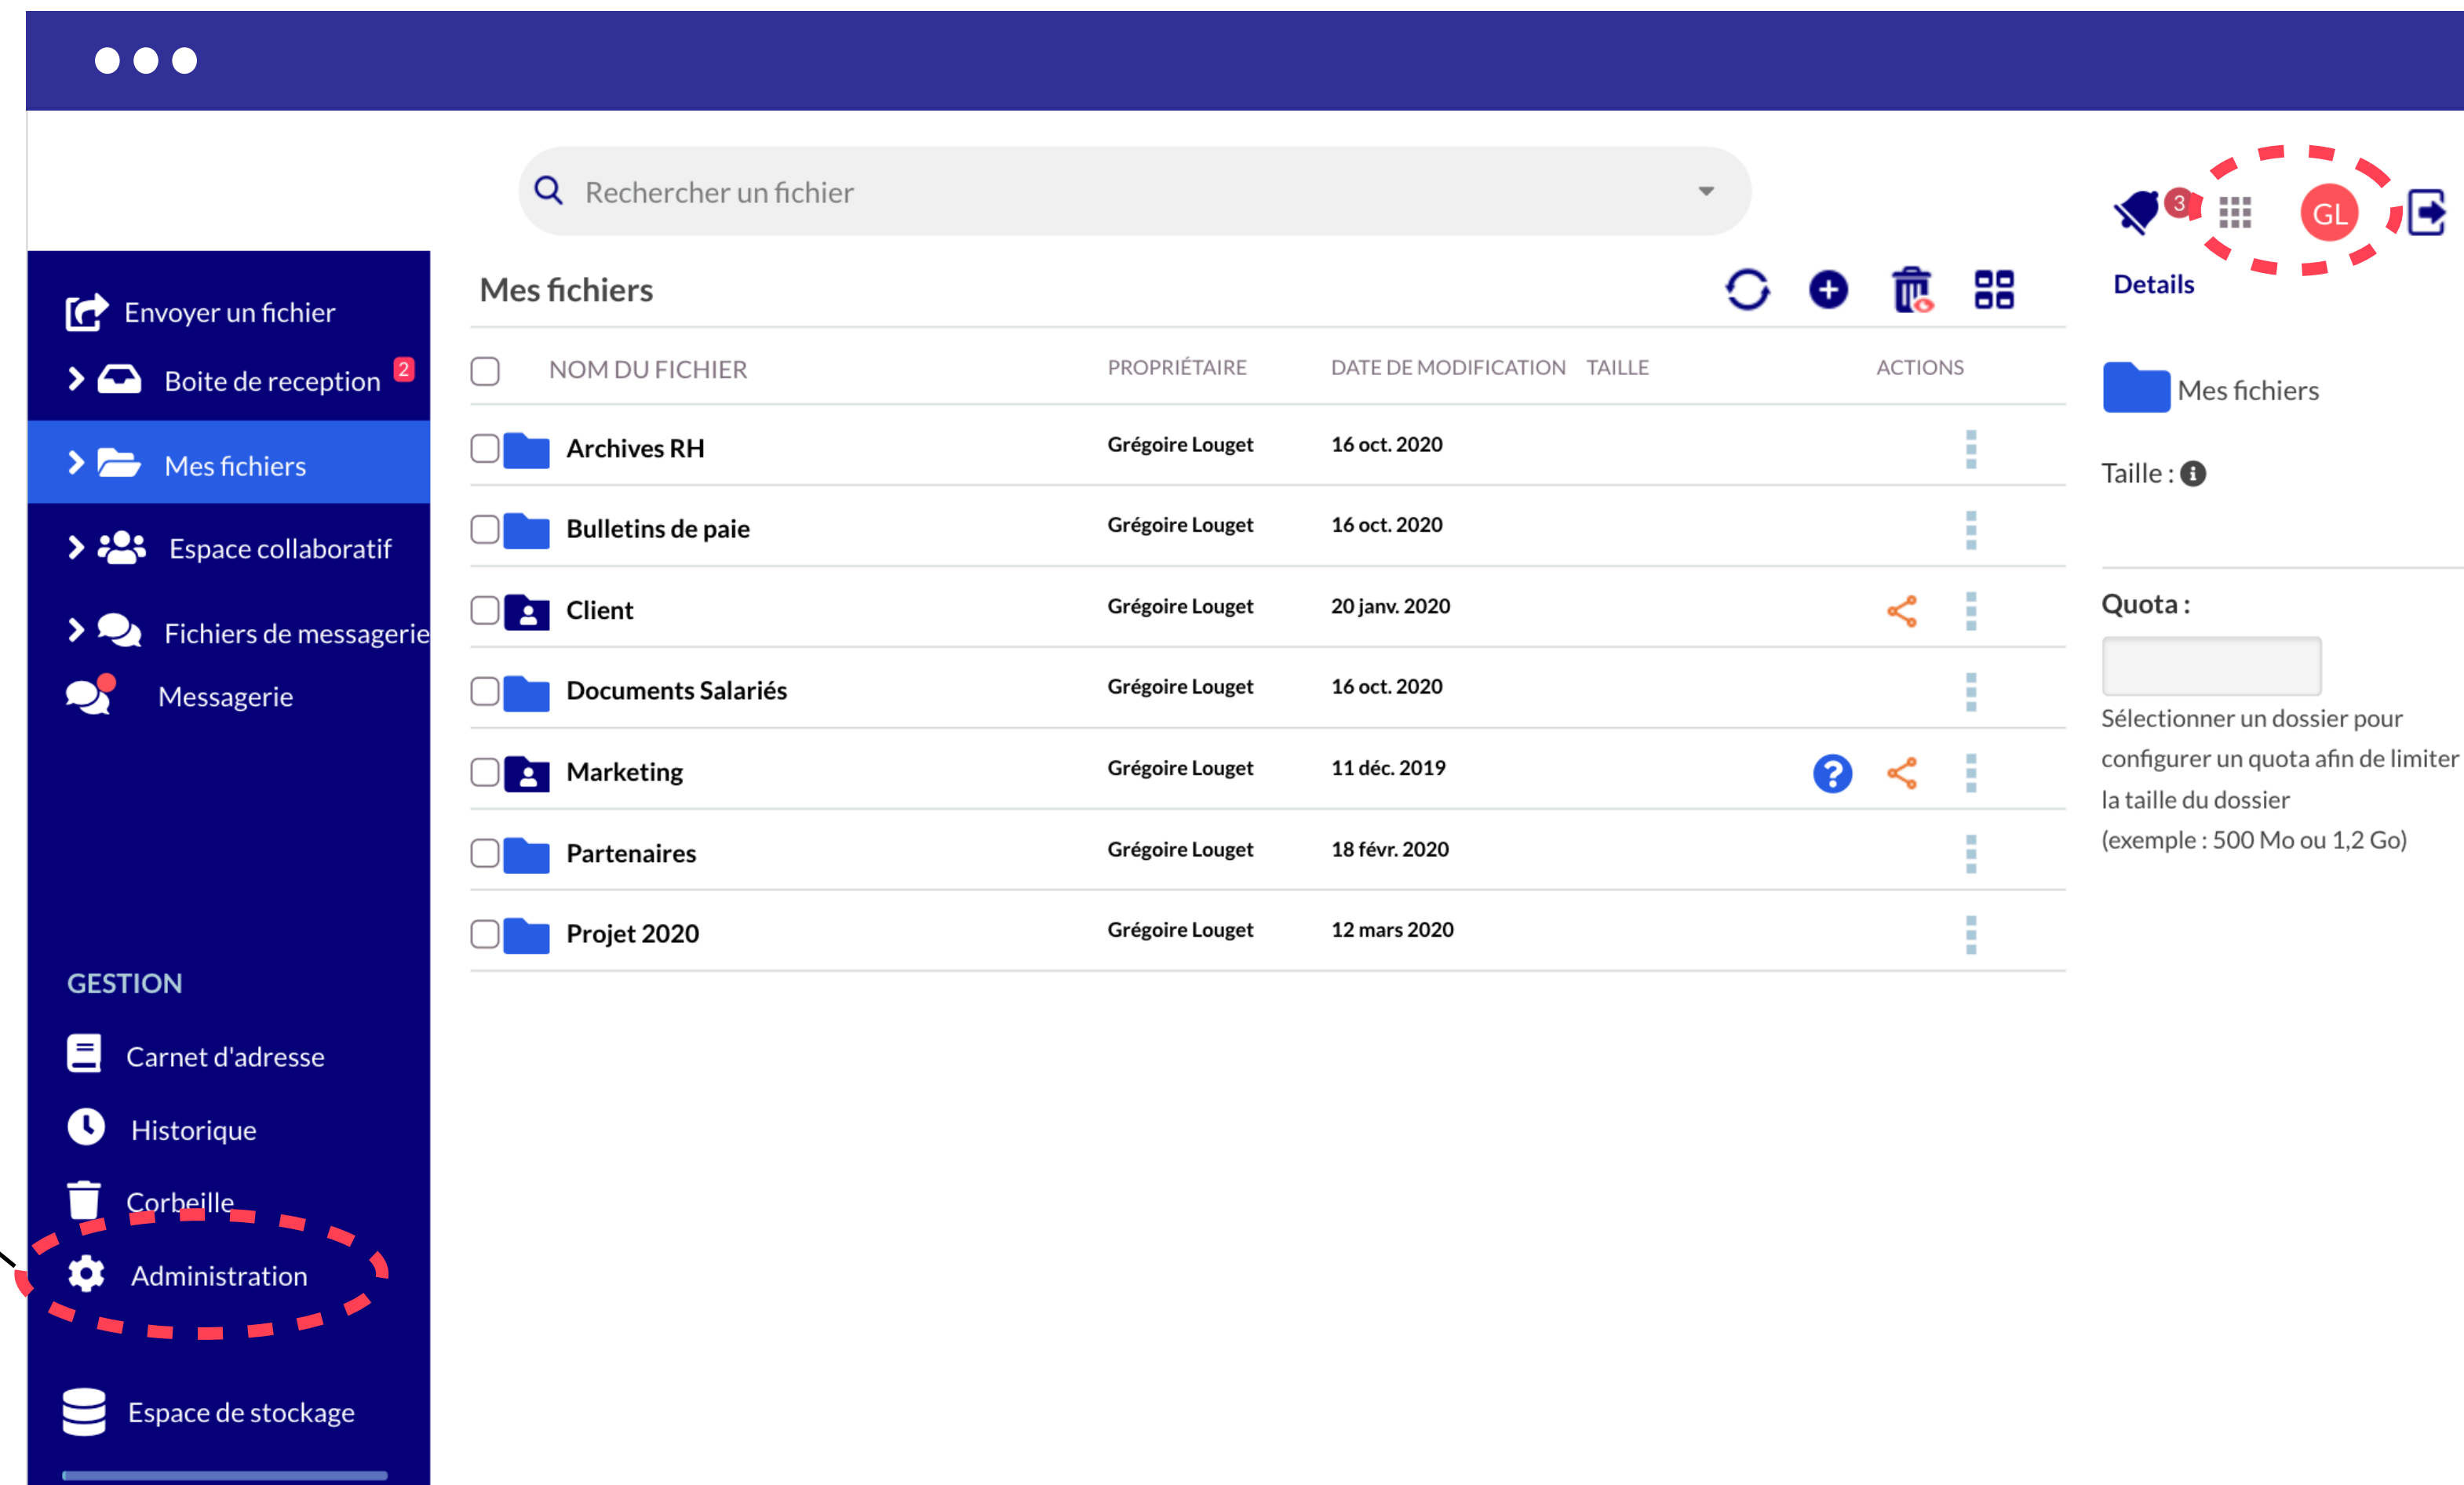 Rechercher un fichier
3
GL
Envoyer un fichier
Boite de reception 2
Mes fichiers
Espace collaboratif
Fichiers de messagerie
Messagerie
GESTION
Carnet d'adresse
Historique
Corbeille
Administration
Espace de stockage
Mes fichiers
NOM DU FICHIER PROPRIÉTAIRE DATE DE MODIFICATION TAILLE ACTIONS
Archives RH Grégoire Louget 16 oct. 2020
Bulletins de paie Grégoire Louget 16 oct. 2020
Client Grégoire Louget 20 janv. 2020
Documents Salariés Grégoire Louget 16 oct. 2020
Marketing Grégoire Louget 11 déc. 2019 ?
Partenaires Grégoire Louget 18 févr. 2020
Projet 2020 Grégoire Louget 12 mars 2020
Details
Mes fichiers
Taille :
Quota :
Sélectionner un dossier pour
configurer un quota afin de limiter
la taille du dossier
(exemple : 500 Mo ou 1,2 Go)